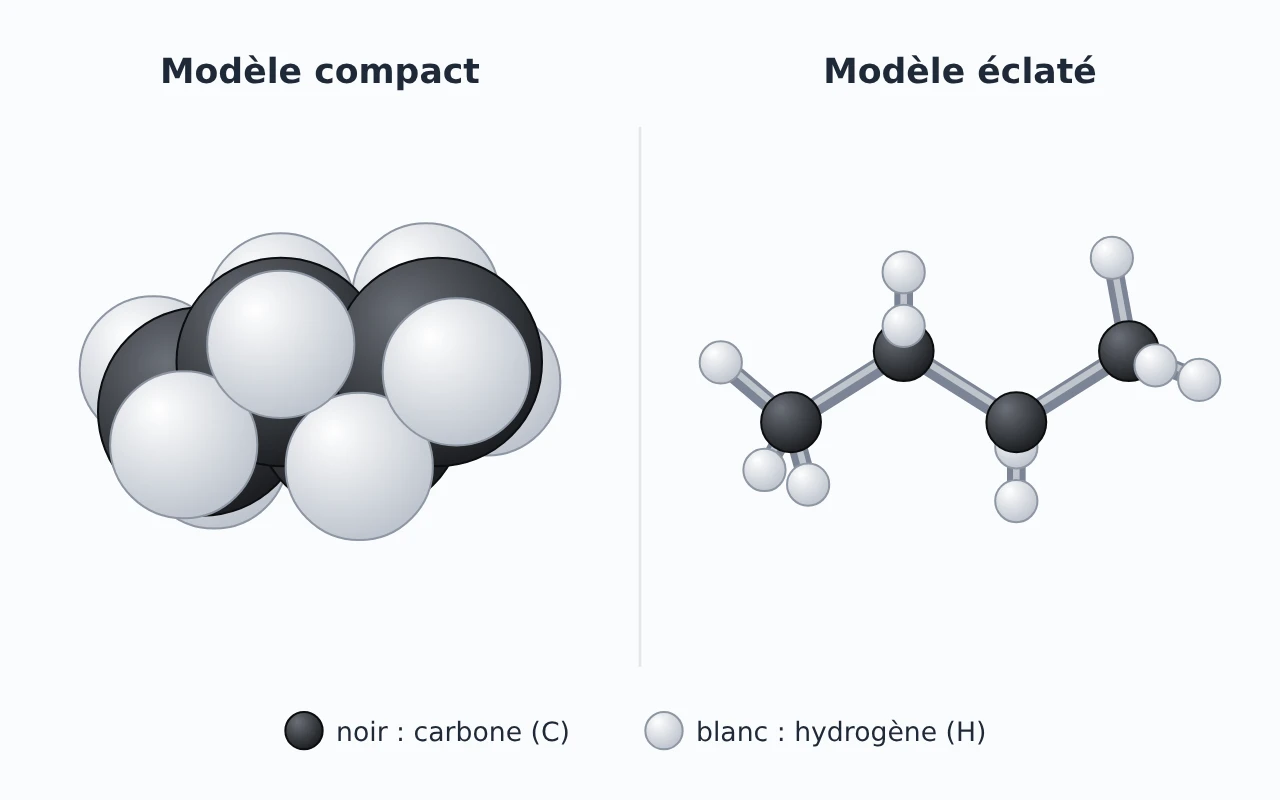 Modèle compact
Modèle éclaté
noir : carbone (C)
blanc : hydrogène (H)